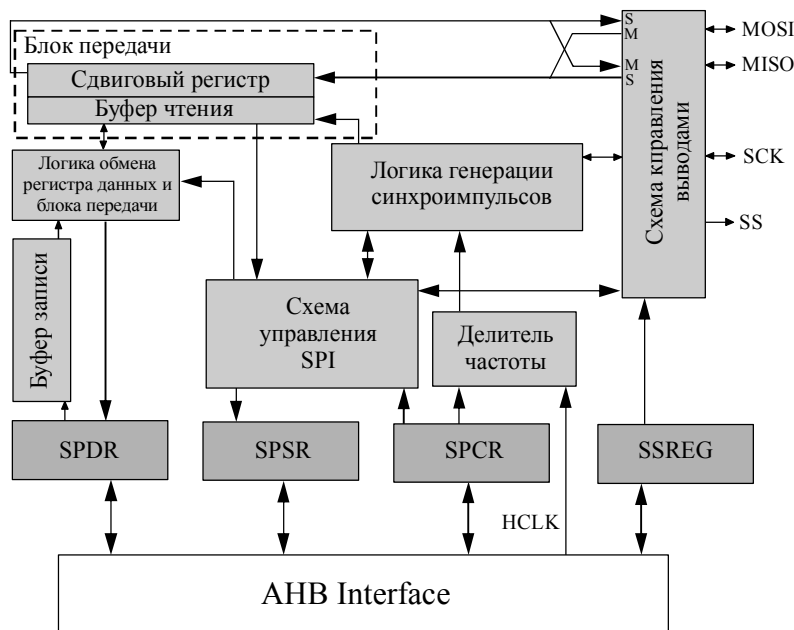 Блок передачи
Сдвиговый регистр
Буфер чтения
S
M
M
S
MOSI
MISO
SCK
SS
Схема кправления
выводами
Логика обмена
регистра данных и
блока передачи
Логика генерации
синхроимпульсов
Буфер записи
Схема
управления
SPI
Делитель
частоты
SPDR
SPSR
SPCR
SSREG
HCLK
AHB Interface